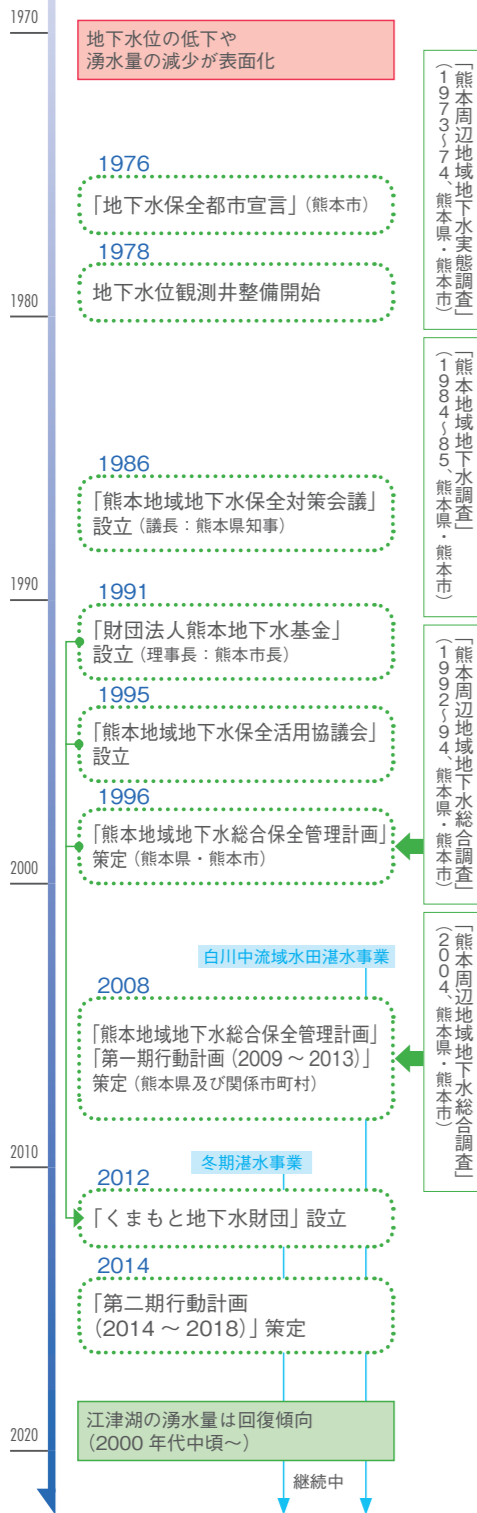 1970
地下水位の低下や
湧水量の減少が表面化
「熊本周辺地域地下水実態調査」
（1973〜74、熊本県・熊本市）
1976
「地下水保全都市宣言」（熊本市）
1978
地下水位観測井整備開始
1980
「熊本地域地下水調査」
（1984〜85、熊本県・熊本市）
1986
「熊本地域地下水保全対策会議」
設立（議長：熊本県知事）
1990
1991
「財団法人熊本地下水基金」
設立（理事長：熊本市長）
「熊本周辺地域地下水総合調査」
（1992〜94、熊本県・熊本市）
1995
「熊本地域地下水保全活用協議会」
設立
1996
「熊本地域地下水総合保全管理計画」
策定（熊本県・熊本市）
2000
「熊本周辺地域地下水総合調査」
（2004、熊本県・熊本市）
白川中流域水田湛水事業
2008
「熊本地域地下水総合保全管理計画」
「第一期行動計画（2009 〜 2013）」
策定（熊本県及び関係市町村）
2010
冬期湛水事業
2012
「くまもと地下水財団」設立
2014
「第二期行動計画
（2014 〜 2018）」策定
江津湖の湧水量は回復傾向
（2000 年代中頃〜）
2020
継続中